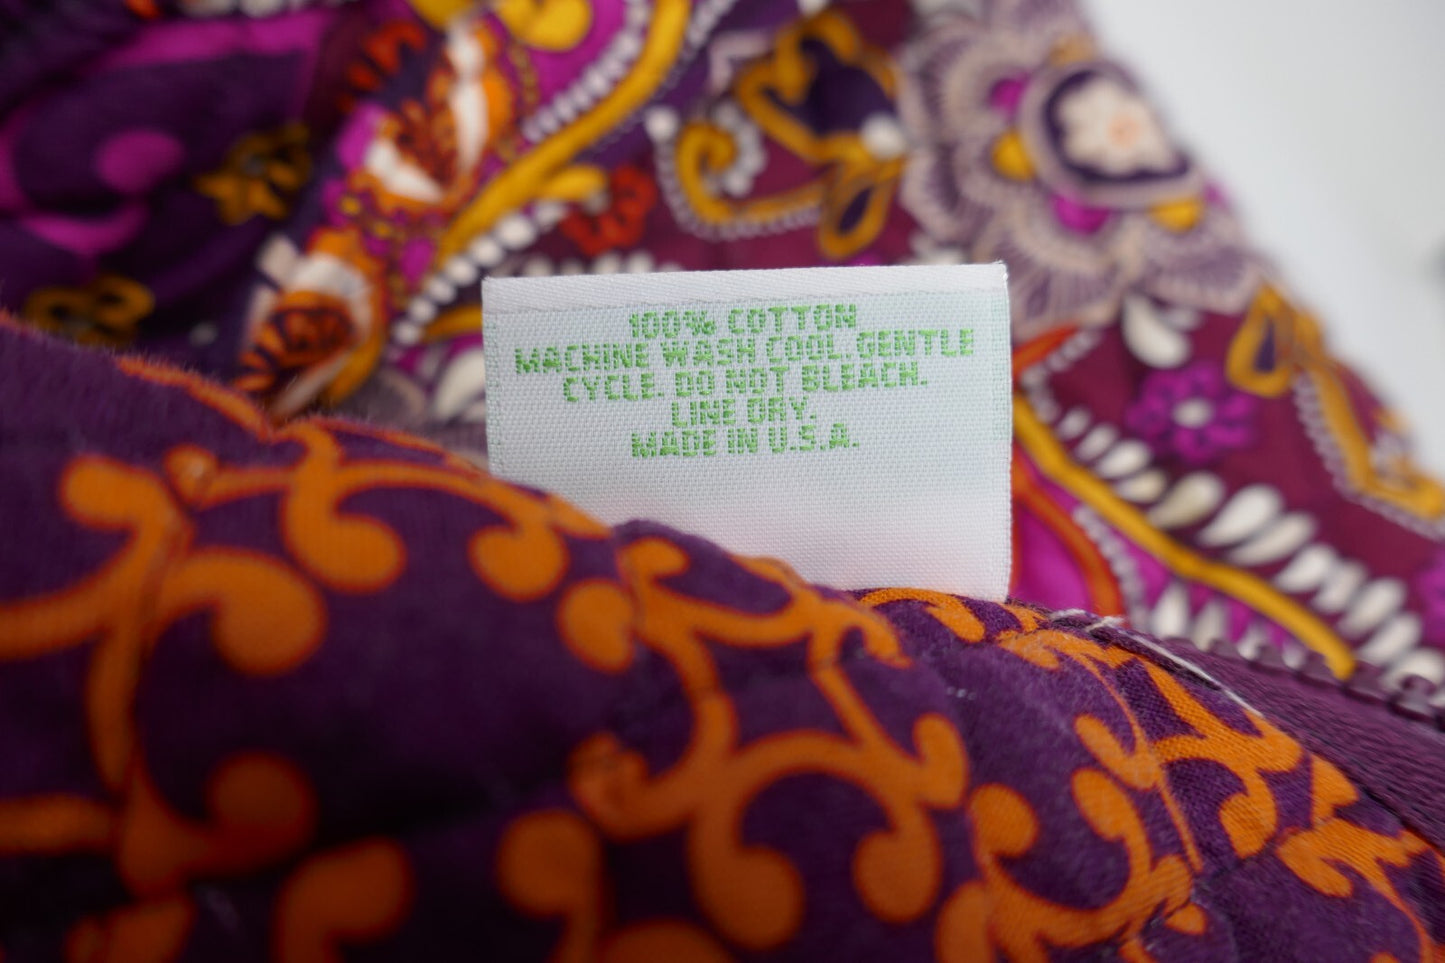 100% COTTON
MACHINE WASH COOL. GENTLE
CYCLE. DO NOT BLEACH.
LINE DRY.
MADE IN U.S.A.